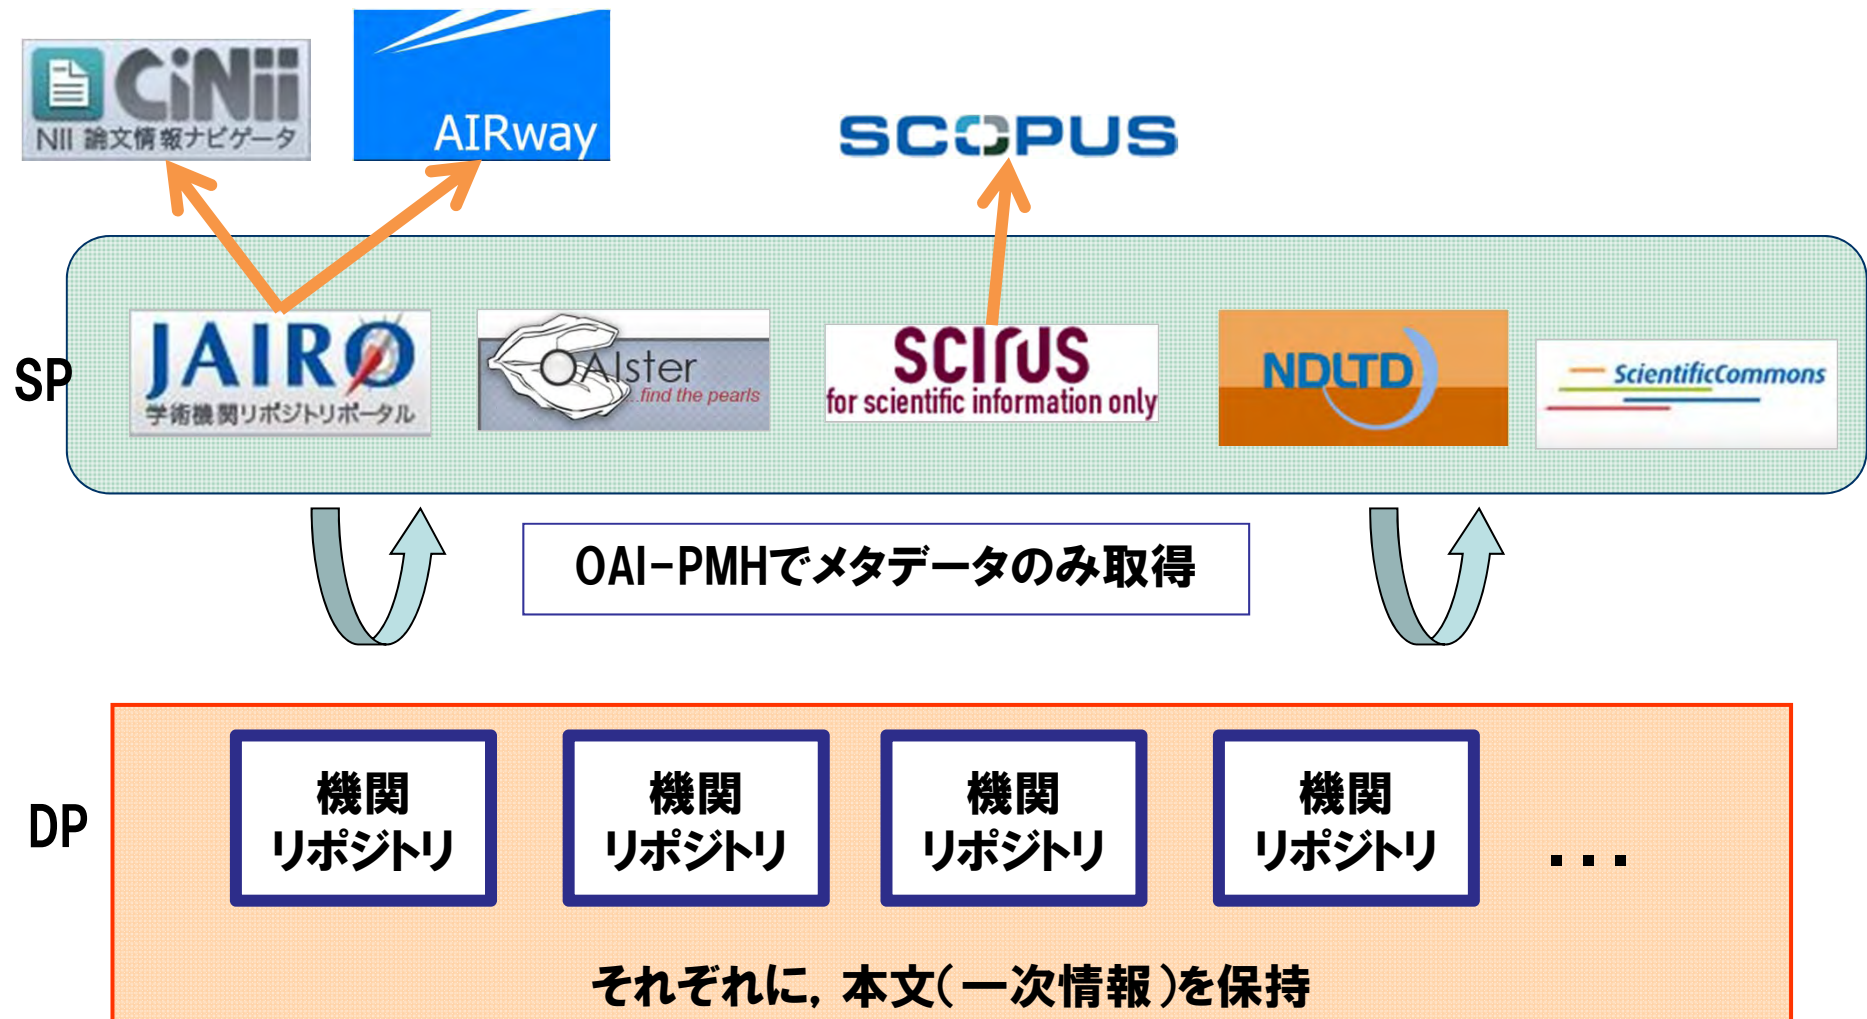 CiNii
NII 論文情報ナビゲータ
AIRway
SCOPUS
SP
JAIRO
学術機関リポジトリポータル
OAIster
...find the pearls
SCIRUS
for scientific information only
NDLTD
ScientificCommons
OAI-PMHでメタデータのみ取得
DP
機関
リポジトリ
機関
リポジトリ
機関
リポジトリ
機関
リポジトリ
...
それぞれに，本文（一次情報）を保持